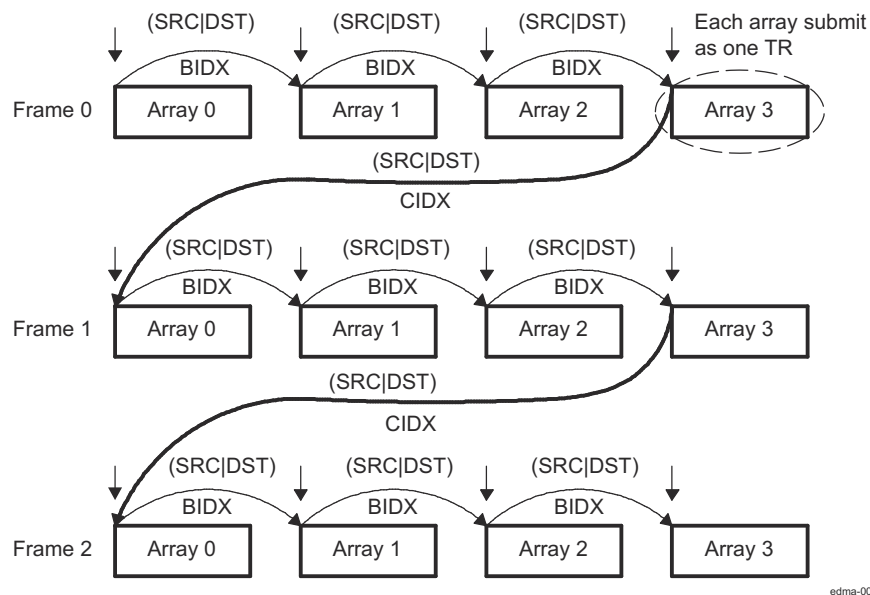 (SRC|DST) (SRC|DST) (SRC|DST) Each array submit
as one TR
BIDX BIDX BIDX
Frame 0 Array 0 Array 1 Array 2 Array 3
(SRC|DST)
CIDX
(SRC|DST) (SRC|DST) (SRC|DST)
BIDX BIDX BIDX
Frame 1 Array 0 Array 1 Array 2 Array 3
(SRC|DST)
CIDX
(SRC|DST) (SRC|DST) (SRC|DST)
BIDX BIDX BIDX
Frame 2 Array 0 Array 1 Array 2 Array 3